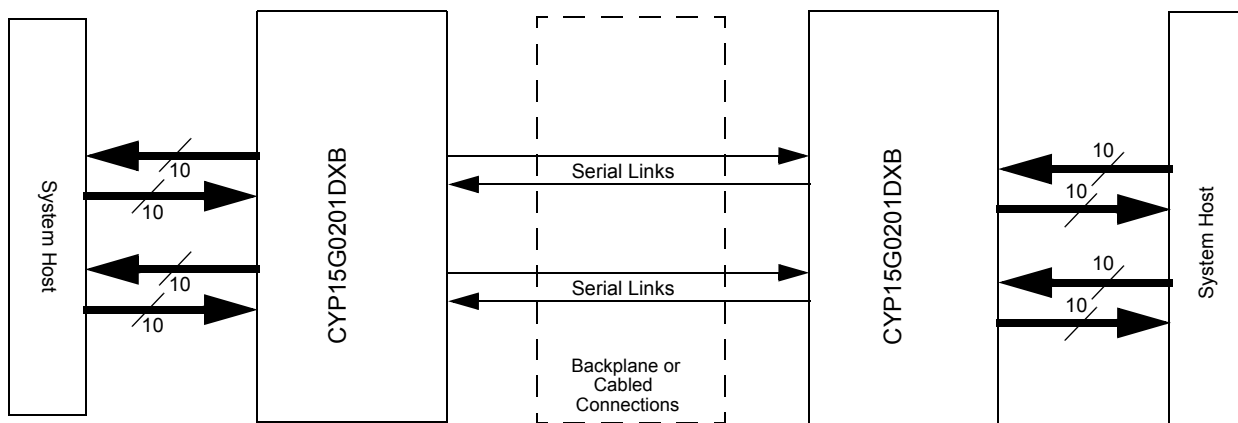 System Host
10
10
10
10
CYP15G0201DXB
Serial Links
Serial Links
Backplane or
Cabled
Connections
CYP15G0201DXB
10
10
10
10
System Host